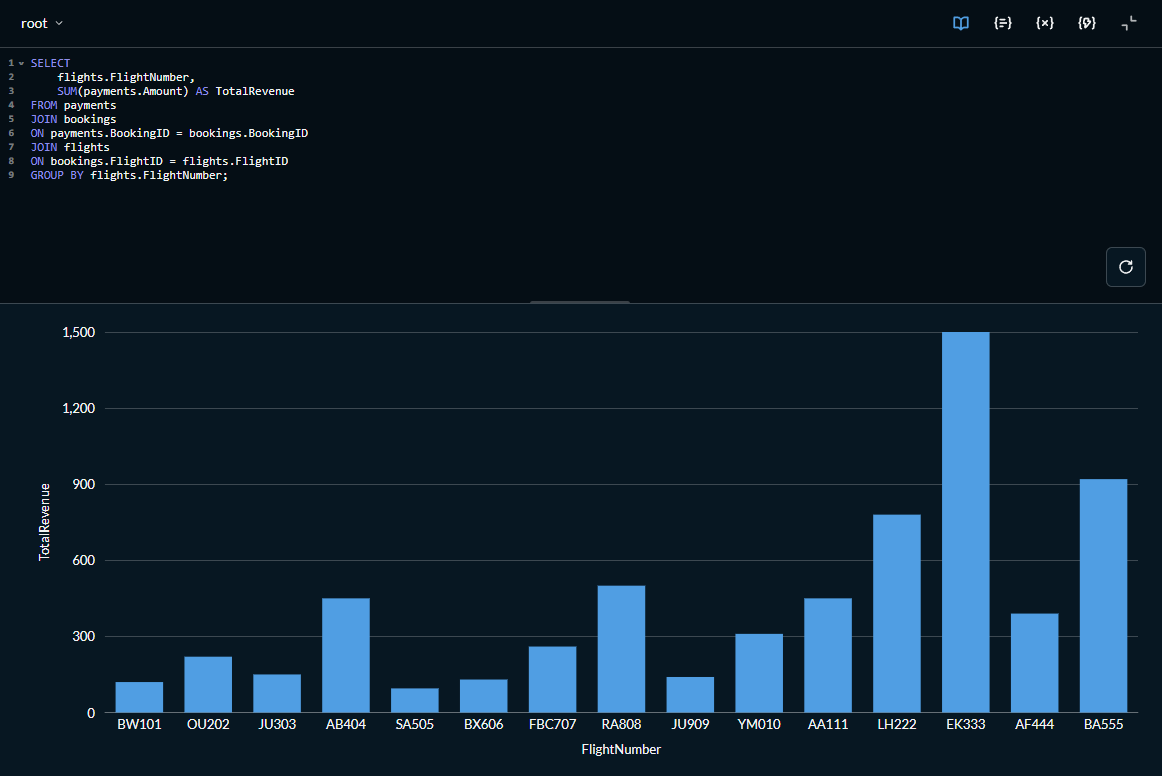 root
{=} {×}
1 SELECT
2 flights.FlightNumber,
3 SUM(payments.Amount) AS TotalRevenue
4 FROM payments
5 JOIN bookings
6 ON payments.BookingID = bookings.BookingID
7 JOIN flights
8 ON bookings.FlightID = flights.FlightID
9 GROUP BY flights.FlightNumber;
1,500
1,200
900
600
300
0
TotalRevenue
BW101 OU202 JU303 AB404 SA505 BX606 FBC707 RA808 JU909 YM010 AA111 LH222 EK333 AF444 BA555
FlightNumber